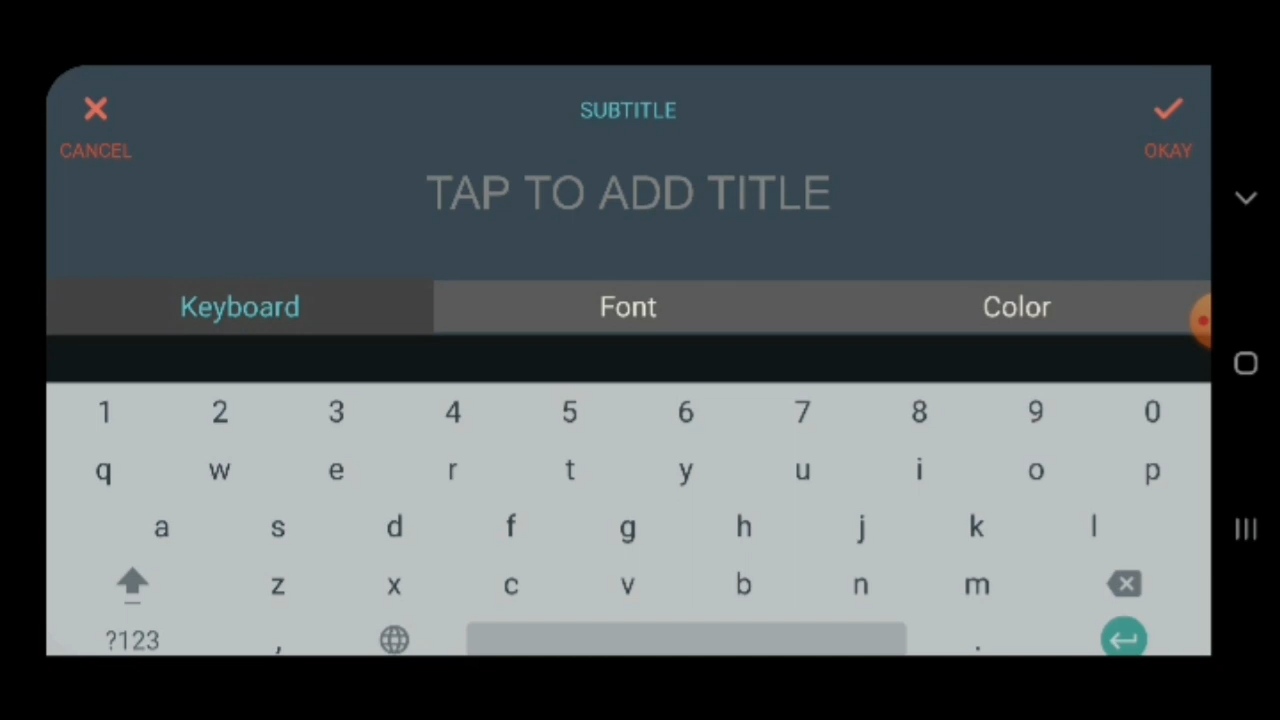 SUBTITLE
CANCEL
OKAY
TAP TO ADD TITLE
Keyboard Font Color
1 2 3 4 5 6 7 8 9 0
q w e r t y u i o p
a s d f g h j k l
z x c v b n m
?123 , .